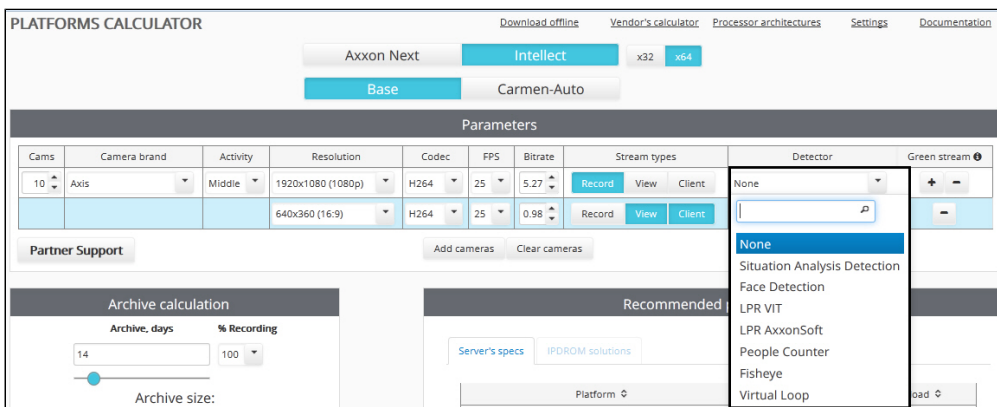 PLATFORMS CALCULATOR
Download offline Vendor's calculator Processor architectures Settings Documentation
Axxon Next Intellect x32 x64
Base Carmen-Auto
Parameters
Cams Camera brand Activity Resolution Codec FPS Bitrate Stream types Detector Green stream
10 Axis Middle 1920x1080 (1080p) H264 25 5.27 Record View Client None + -
640x360 (16:9) H264 25 0.98 Record View Client -
None
Partner Support Add cameras Clear cameras
Situation Analysis Detection
Face Detection
LPR VIT
LPR AxxonSoft
People Counter
Fisheye
Virtual Loop
Archive calculation
Archive, days % Recording
14 100
Archive size:
Recommended
Server's specs IPDROM solutions
Platform